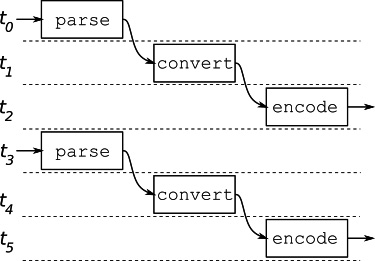 t0 parse
t1 convert
t2 encode
t3 parse
t4 convert
t5 encode